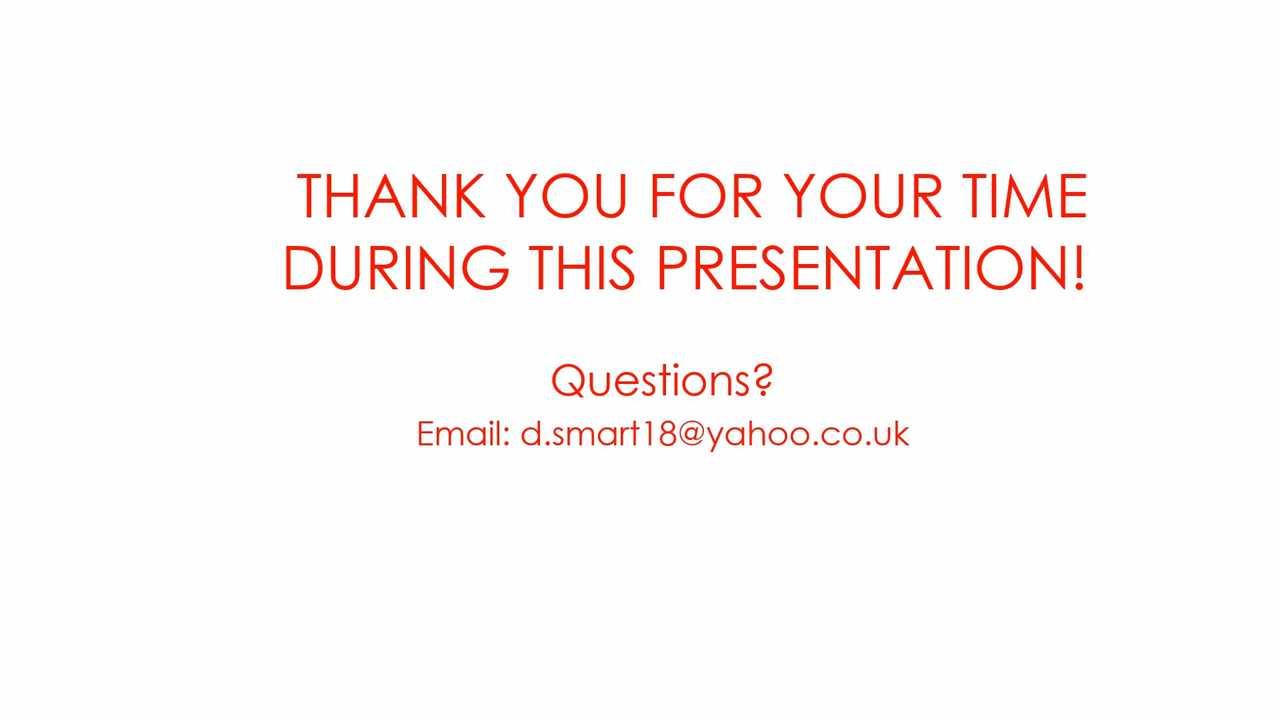 THANK YOU FOR YOUR TIME
DURING THIS PRESENTATION!
Questions?
Email: d.smart18@yahoo.co.uk